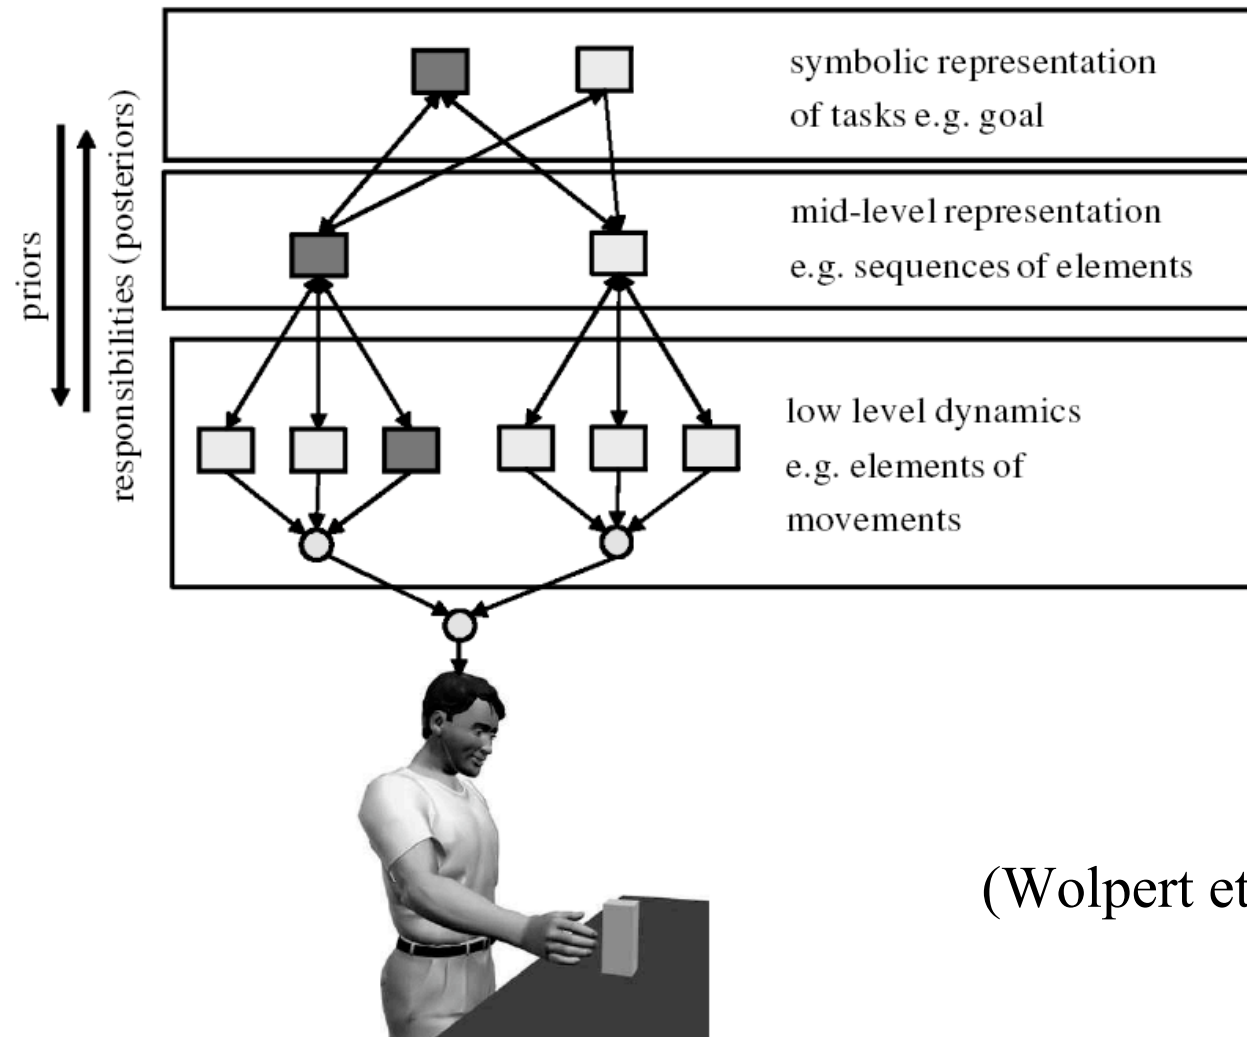 symbolic representation
of tasks e.g. goal
mid-level representation
e.g. sequences of elements
priors
responsibilities (posteriors)
low level dynamics
e.g. elements of
movements
(Wolpert et